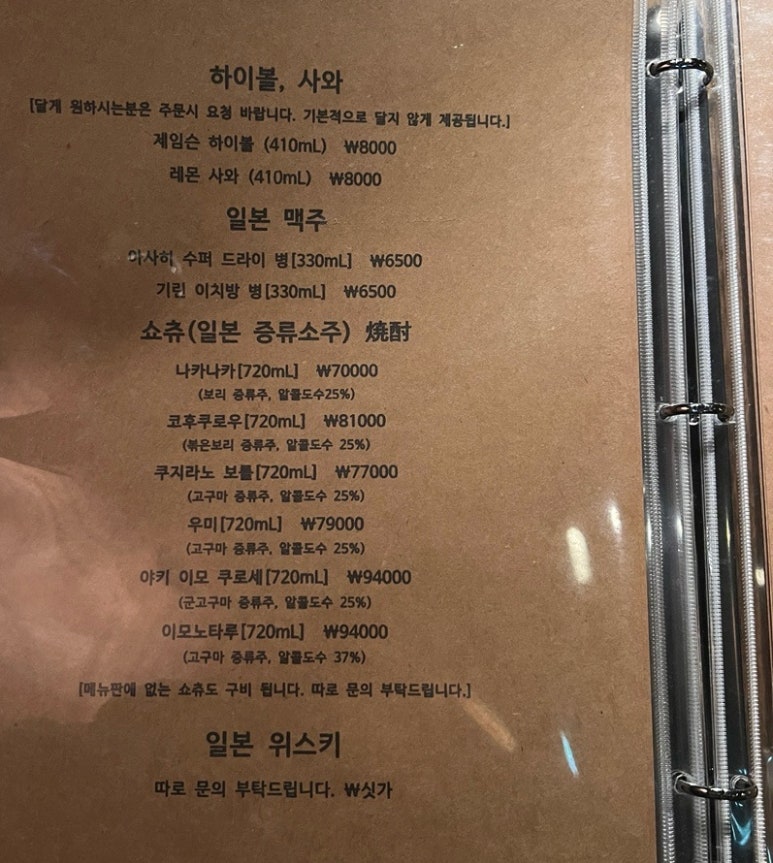 하이볼, 사와
[달게 원하시는분은 주문시 요청 바랍니다. 기본적으로 달지 않게 제공됩니다.]
제임슨 하이볼 (410mL) ₩8000
레몬 사와 (410mL) ₩8000
일본 맥주
아사히 수퍼 드라이 병[330mL] ₩6500
기린 이치방 병[330mL] ₩6500
쇼츄(일본 증류소주) 焼酎
나카나카[720mL] ₩70000
(보리 증류주, 알콜도수25%)
코후쿠로우[720mL] ₩81000
(볶은보리 증류주, 알콜도수 25%)
쿠지라노 보틀[720mL] ₩77000
(고구마 증류주, 알콜도수 25%)
우미[720mL] ₩79000
(고구마 증류주, 알콜도수 25%)
야키 이모 쿠로세[720mL] ₩94000
(군고구마 증류주, 알콜도수 25%)
이모노타루[720mL] ₩94000
(고구마 증류주, 알콜도수 37%)
[메뉴판에 없는 쇼츄도 구비 됩니다. 따로 문의 부탁드립니다.]
일본 위스키
따로 문의 부탁드립니다. ₩싯가